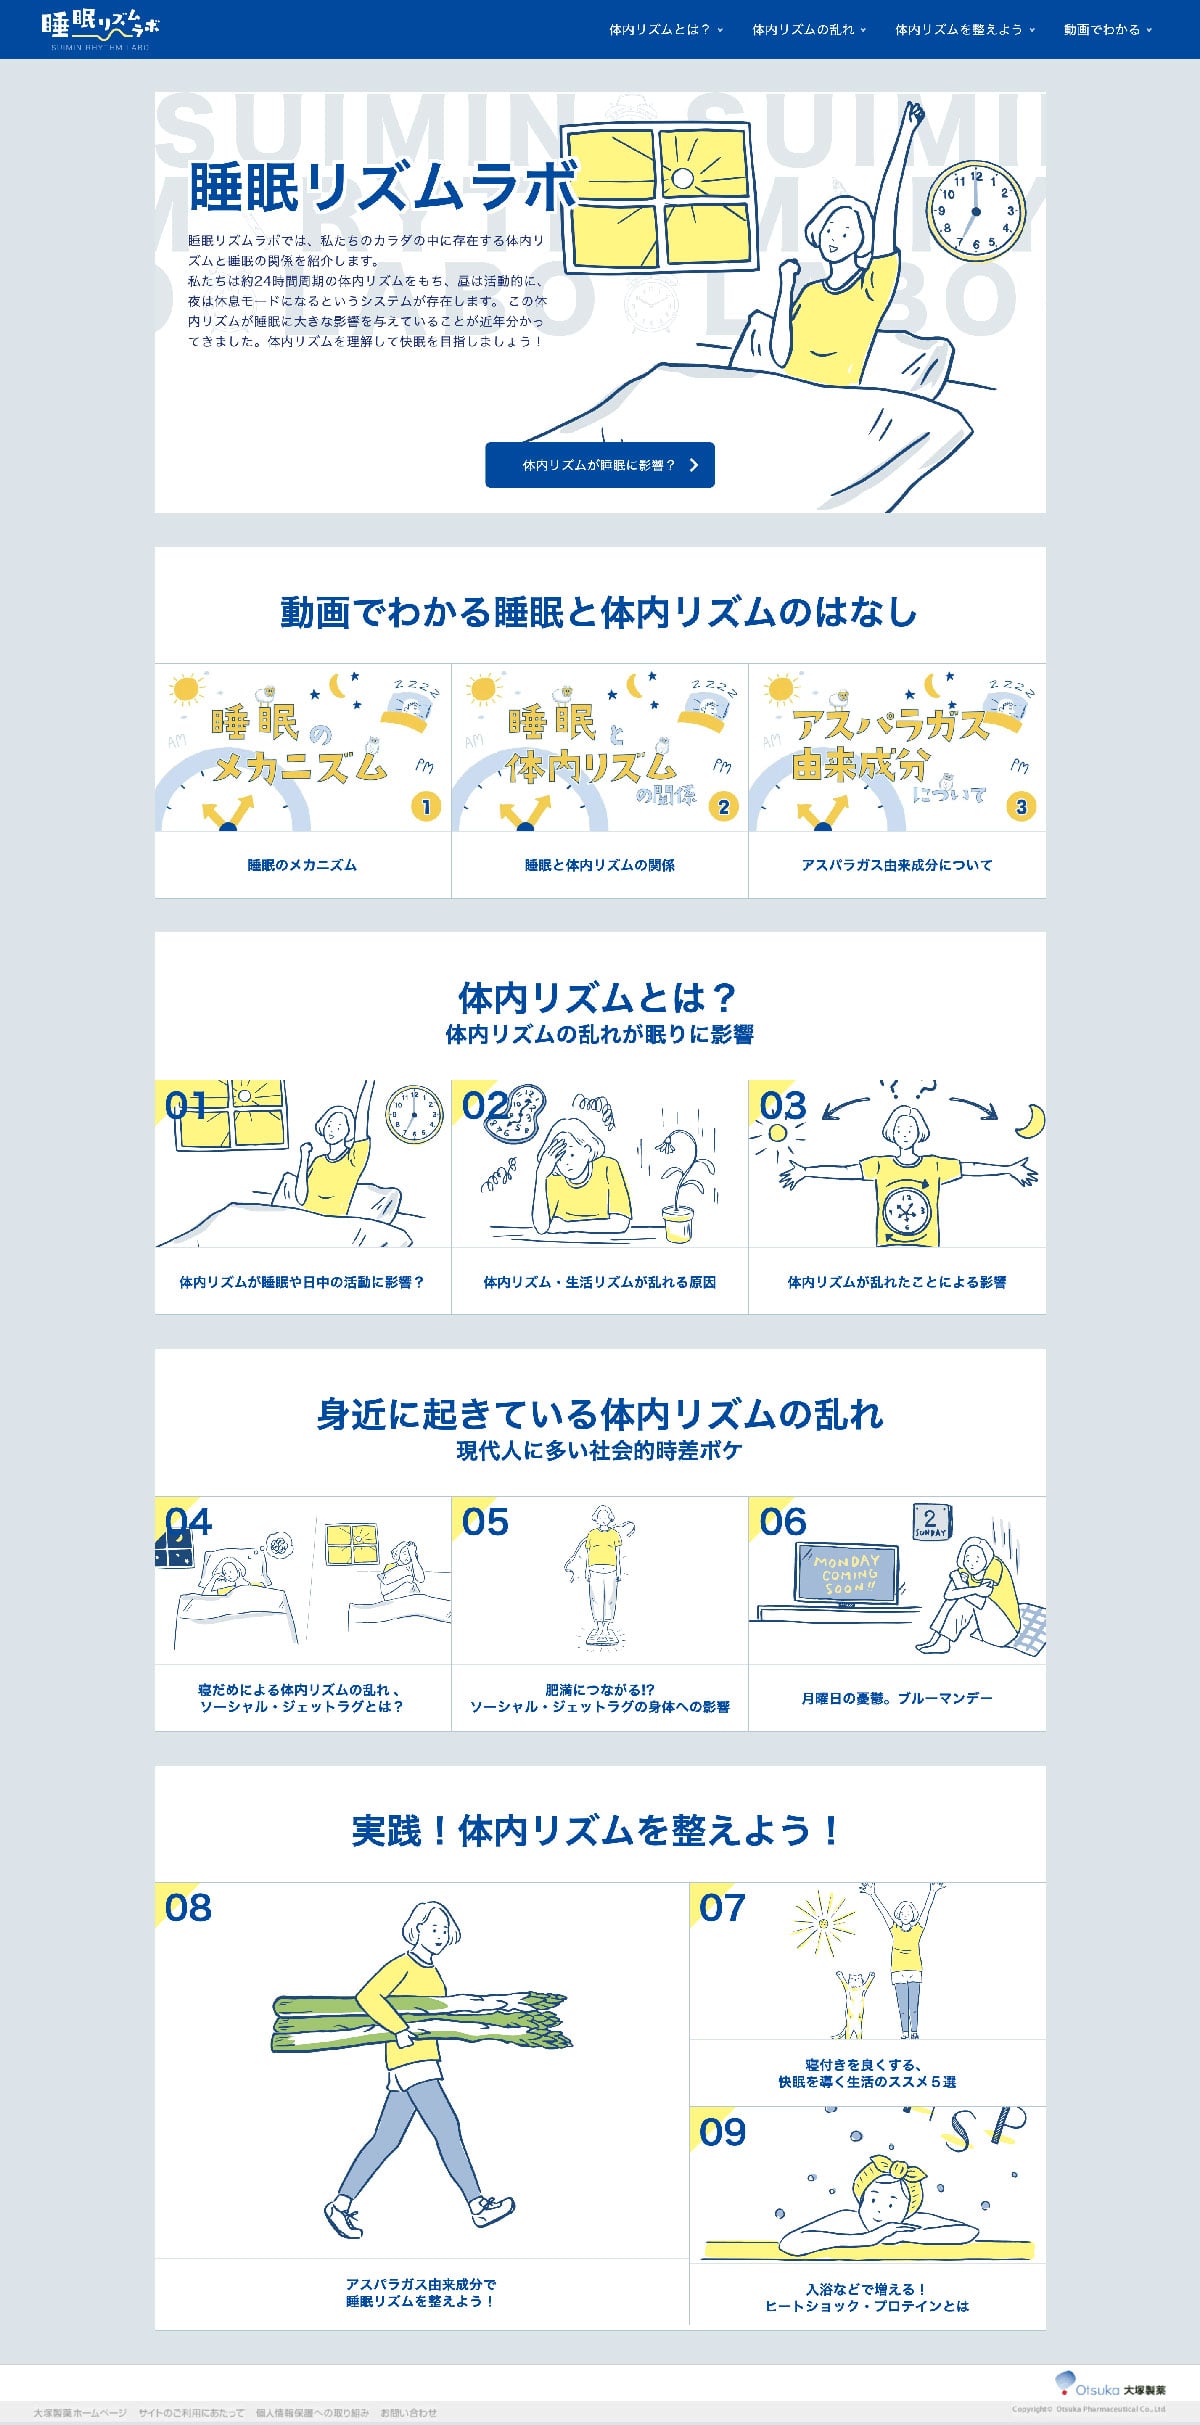 睡眠リズムラボ
SUIMIN RHYTHM LABO
体内リズムとは？
体内リズムの乱れ
体内リズムを整えよう
動画でわかる
睡眠リズムラボ
睡眠リズムラボでは、私たちのカラダの中に存在する体内リ
ズムと睡眠の関係を紹介します。
私たちは約24時間周期の体内リズムをもち、昼は活動的に、
夜は休息モードになるというシステムが存在します。 この体
内リズムが睡眠に大きな影響を与えていることが近年分かっ
てきました。体内リズムを理解して快眠を目指しましょう！
体内リズムが睡眠に影響？
動画でわかる睡眠と体内リズムのはなし
睡眠の
メカニズム
AM
PM
ZZZZ
1
睡眠と
体内リズム
の関係
AM
PM
ZZZZ
2
アスパラガス
由来成分
について
AM
PM
ZZZZ
3
睡眠のメカニズム
睡眠と体内リズムの関係
アスパラガス由来成分について
体内リズムとは？
体内リズムの乱れが眠りに影響
01
02
03
体内リズムが睡眠や日中の活動に影響？
体内リズム・生活リズムが乱れる原因
体内リズムが乱れたことによる影響
身近に起きている体内リズムの乱れ
現代人に多い社会的時差ボケ
04
05
06
2
SUNDAY
MONDAY
COMING
SOON!!
寝だめによる体内リズムの乱れ、
ソーシャル・ジェットラグとは？
肥満につながる!?
ソーシャル・ジェットラグの身体への影響
月曜日の憂鬱。ブルーマンデー
実践！体内リズムを整えよう！
08
アスパラガス由来成分で
睡眠リズムを整えよう！
07
寝付きを良くする、
快眠を導く生活のススメ５選
09
SP
入浴などで増える！
ヒートショック・プロテインとは
Otsuka 大塚製薬
大塚製薬ホームページ
サイトのご利用にあたって
個人情報保護への取り組み
お問い合わせ
Copyright© Otsuka Pharmaceutical Co., Ltd.